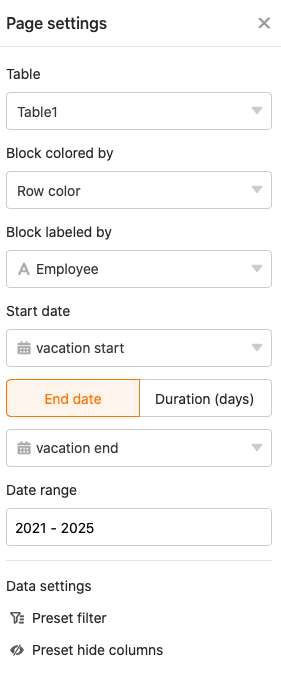 Page settings
Table
Table1
Block colored by
Row color
Block labeled by
Employee
Start date
vacation start
End date
Duration (days)
vacation end
Date range
2021 - 2025
Data settings
Preset filter
Preset hide columns